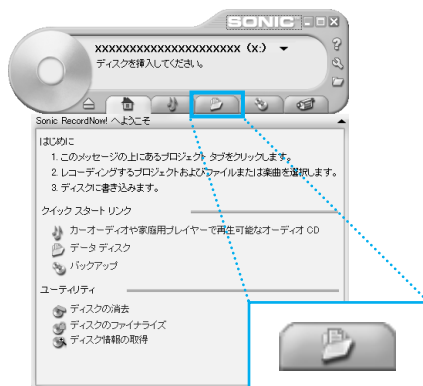 SONIC
xxxxxxxxxxxxxxxxxxxxx (x:)
ディスクを挿入してください。
?
Sonic RecordNow! へようこそ
はじめに
1. このメッセージの上にあるプロジェクト タブをクリックします。
2. レコーディングするプロジェクトおよびファイルまたは楽曲を選択します。
3. ディスクに書き込みます。
クイック スタート リンク
カーオーディオや家庭用プレイヤーで再生可能なオーディオ CD
データ ディスク
バックアップ
ユーティリティ
ディスクの消去
ディスクのファイナライズ
ディスク情報の取得